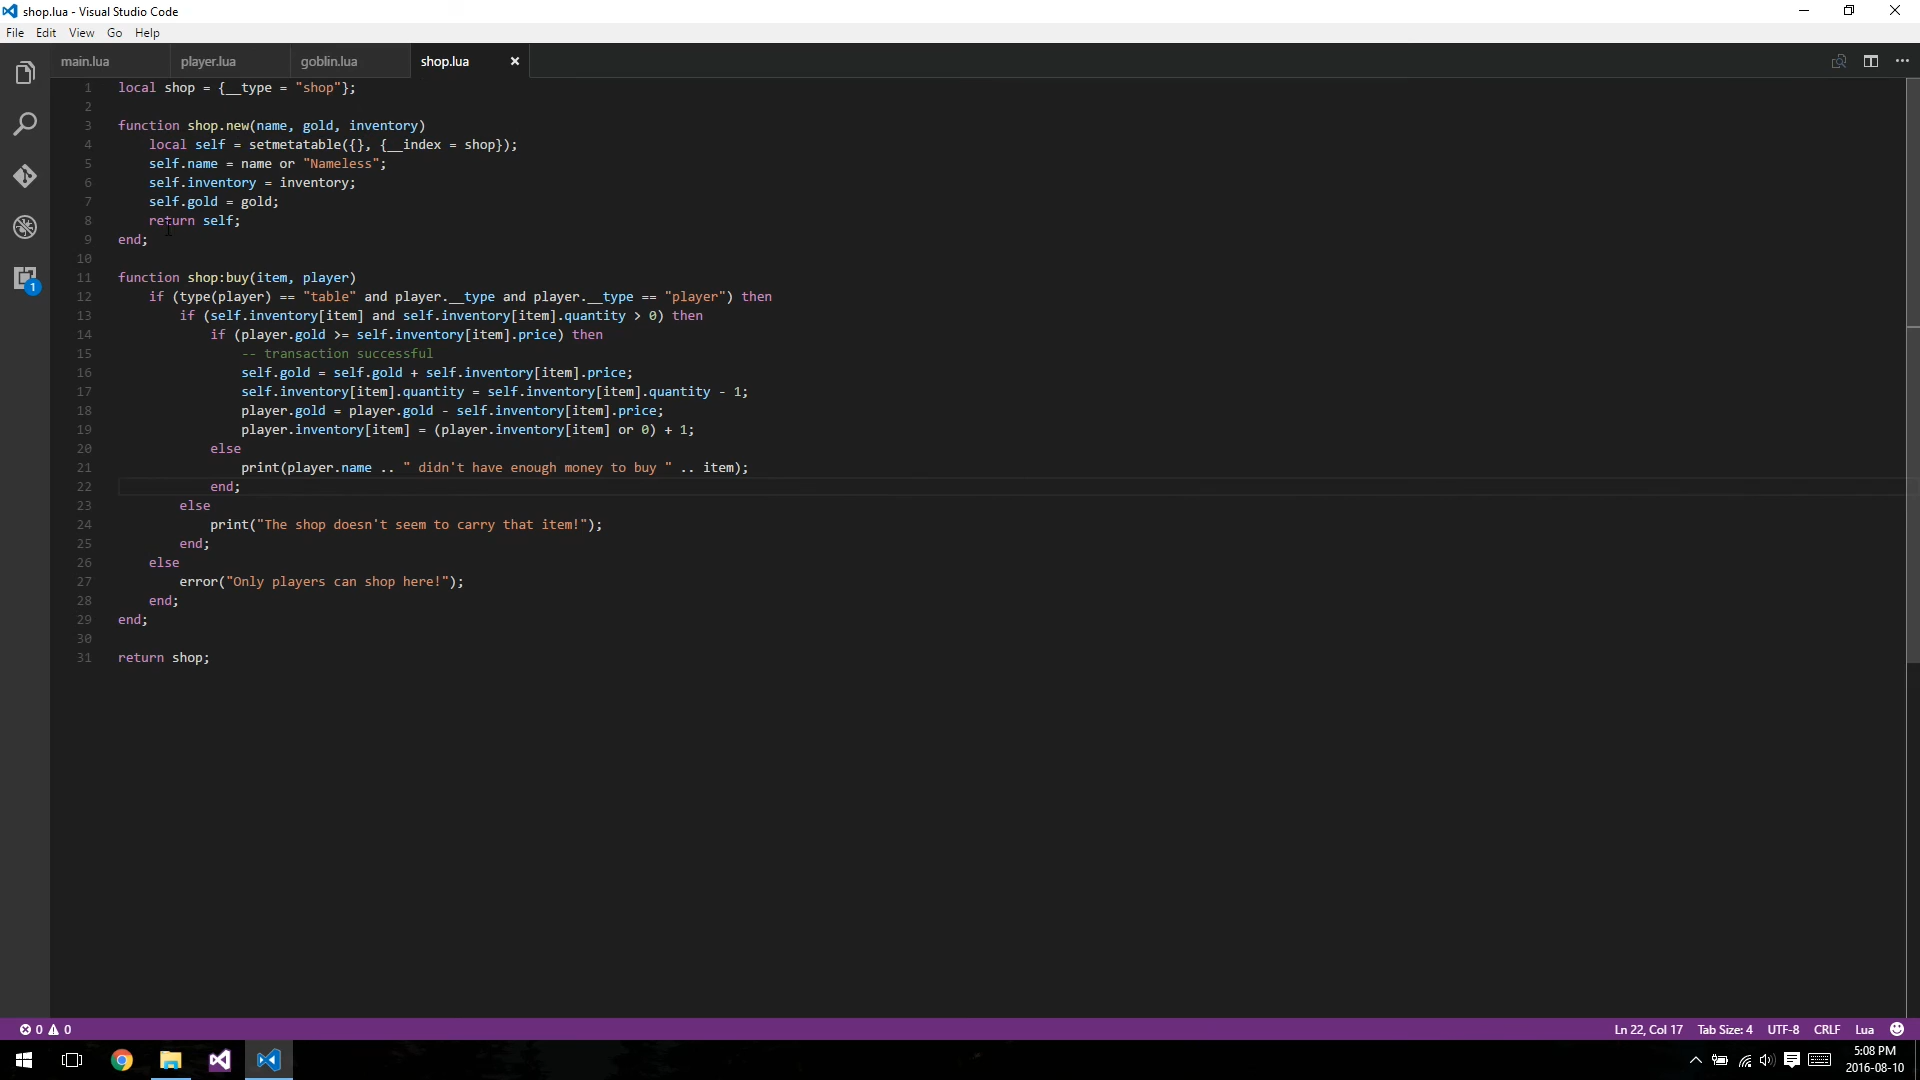 shop.lua - Visual Studio Code
File Edit View Go Help
main.lua player.lua goblin.lua shop.lua
1 local shop = {__type = "shop"};
2
3 function shop.new(name, gold, inventory)
4     local self = setmetatable({}, {__index = shop});
5     self.name = name or "Nameless";
6     self.inventory = inventory;
7     self.gold = gold;
8     return self;
9 end;
10
11 function shop:buy(item, player)
12     if (type(player) == "table" and player.__type and player.__type == "player") then
13         if (self.inventory[item] and self.inventory[item].quantity > 0) then
14             if (player.gold >= self.inventory[item].price) then
15                 -- transaction successful
16                 self.gold = self.gold + self.inventory[item].price;
17                 self.inventory[item].quantity = self.inventory[item].quantity - 1;
18                 player.gold = player.gold - self.inventory[item].price;
19                 player.inventory[item] = (player.inventory[item] or 0) + 1;
20             else
21                 print(player.name .. " didn't have enough money to buy " .. item);
22             end;
23         else
24             print("The shop doesn't seem to carry that item!");
25         end;
26     else
27         error("Only players can shop here!");
28     end;
29 end;
30
31 return shop;
1
0 0 Ln 22, Col 17 Tab Size: 4 UTF-8 CRLF Lua
5:08 PM
2016-08-10